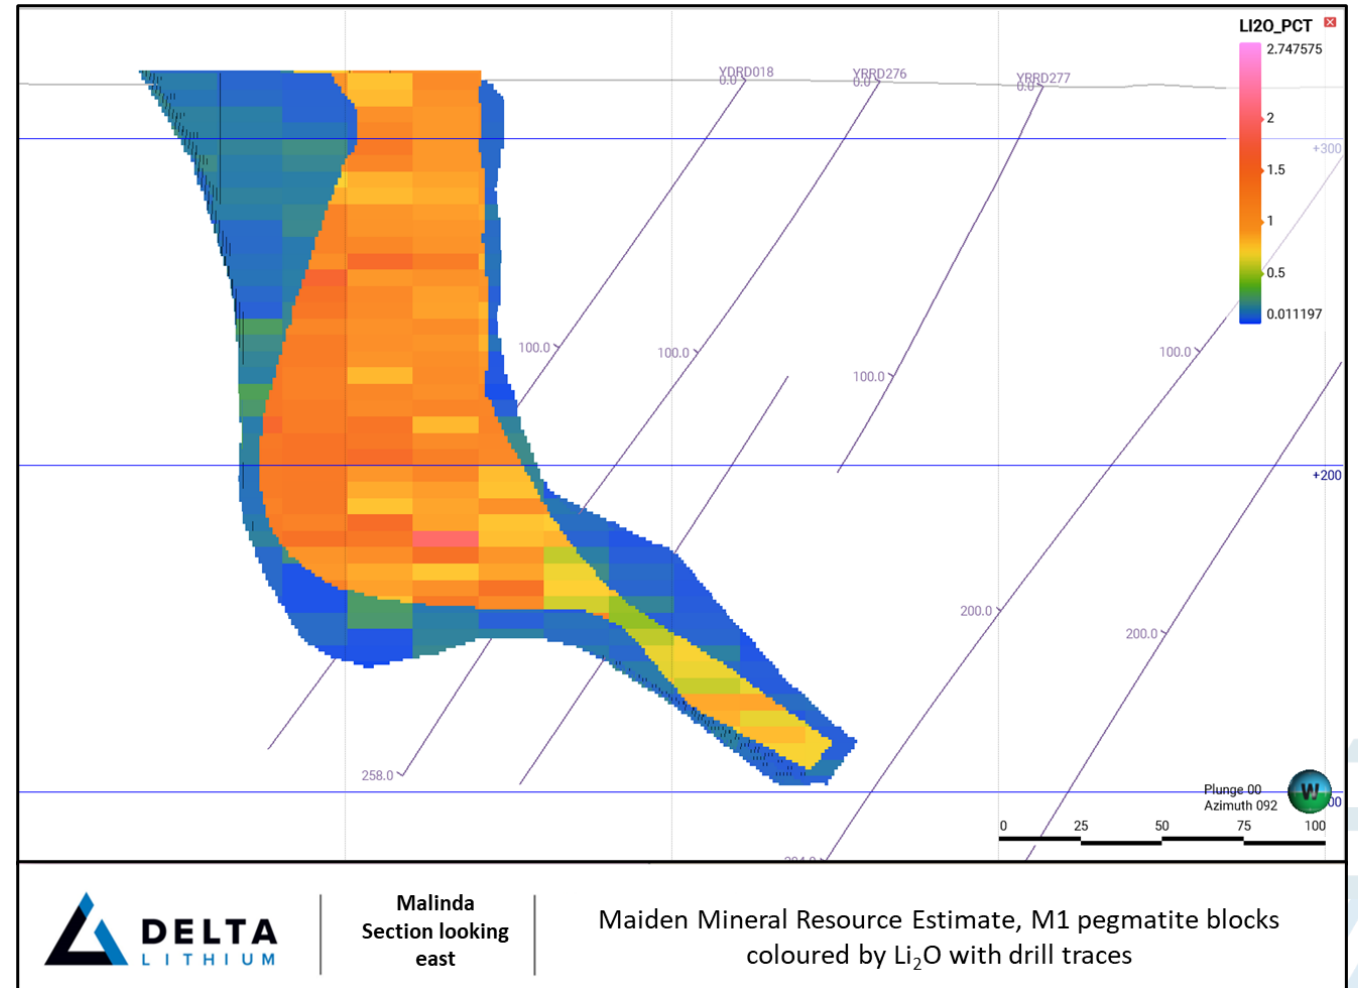 LI2O_PCT
2.747575
2
1.5
1
0.5
0.011197
YDRD018
0.0
YRRD276
0.0
YRRD277
0.0
+300
100.0
100.0
100.0
100.0
+200
200.0
200.0
258.0
Plunge 00
Azimuth 092
W
00
0 25 50 75 100
DELTA
LITHIUM
Malinda
Section looking
east
Maiden Mineral Resource Estimate, M1 pegmatite blocks
coloured by Li₂O with drill traces